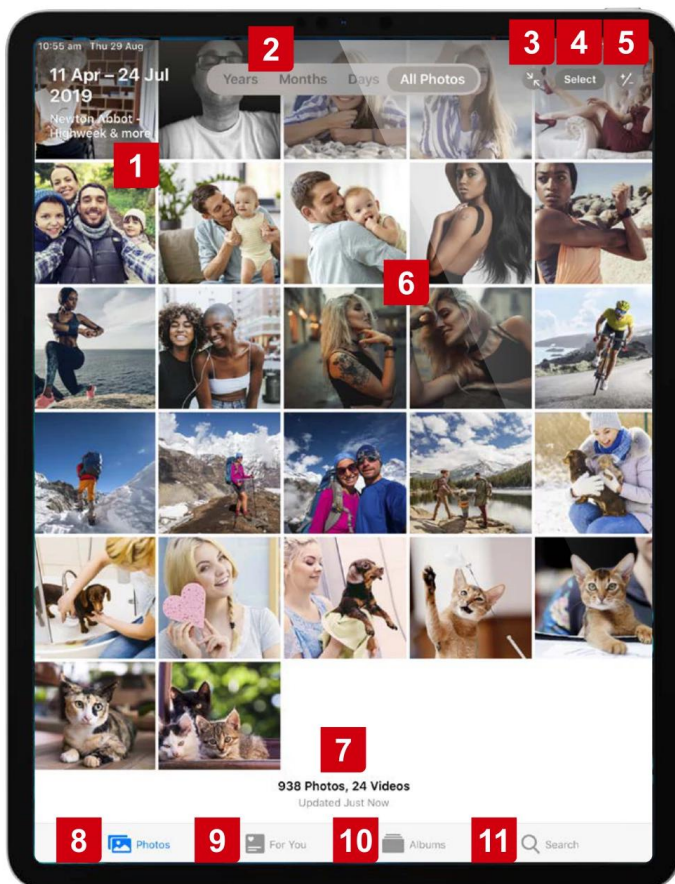 2
3
4
5
10:55 am Thu 29 Aug
11 Apr – 24 Jul
2019
Newton Abbot -
Highweek & more
Years Months Days All Photos
Select
1
6
7
938 Photos, 24 Videos
Updated Just Now
8
Photos
9
For You
10
Albums
11
Search